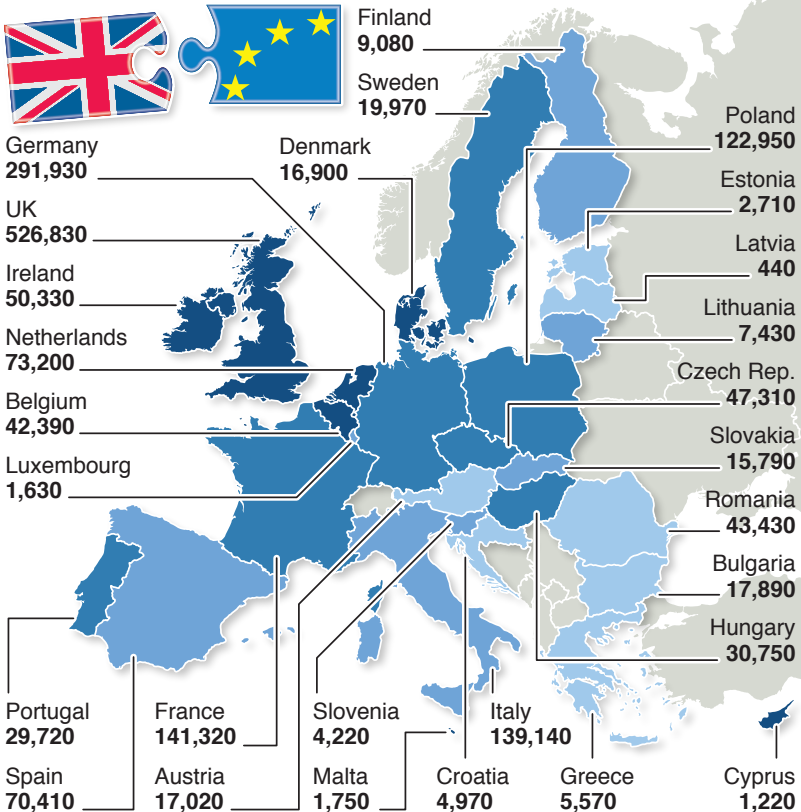 Finland
9,080
Sweden
19,970
Germany
291,930
Denmark
16,900
Poland
122,950
UK
526,830
Estonia
2,710
Ireland
50,330
Latvia
440
Netherlands
73,200
Lithuania
7,430
Belgium
42,390
Czech Rep.
47,310
Luxembourg
1,630
Slovakia
15,790
Romania
43,430
Bulgaria
17,890
Hungary
30,750
Portugal
29,720
France
141,320
Slovenia
4,220
Italy
139,140
Spain
70,410
Austria
17,020
Malta
1,750
Croatia
4,970
Greece
5,570
Cyprus
1,220